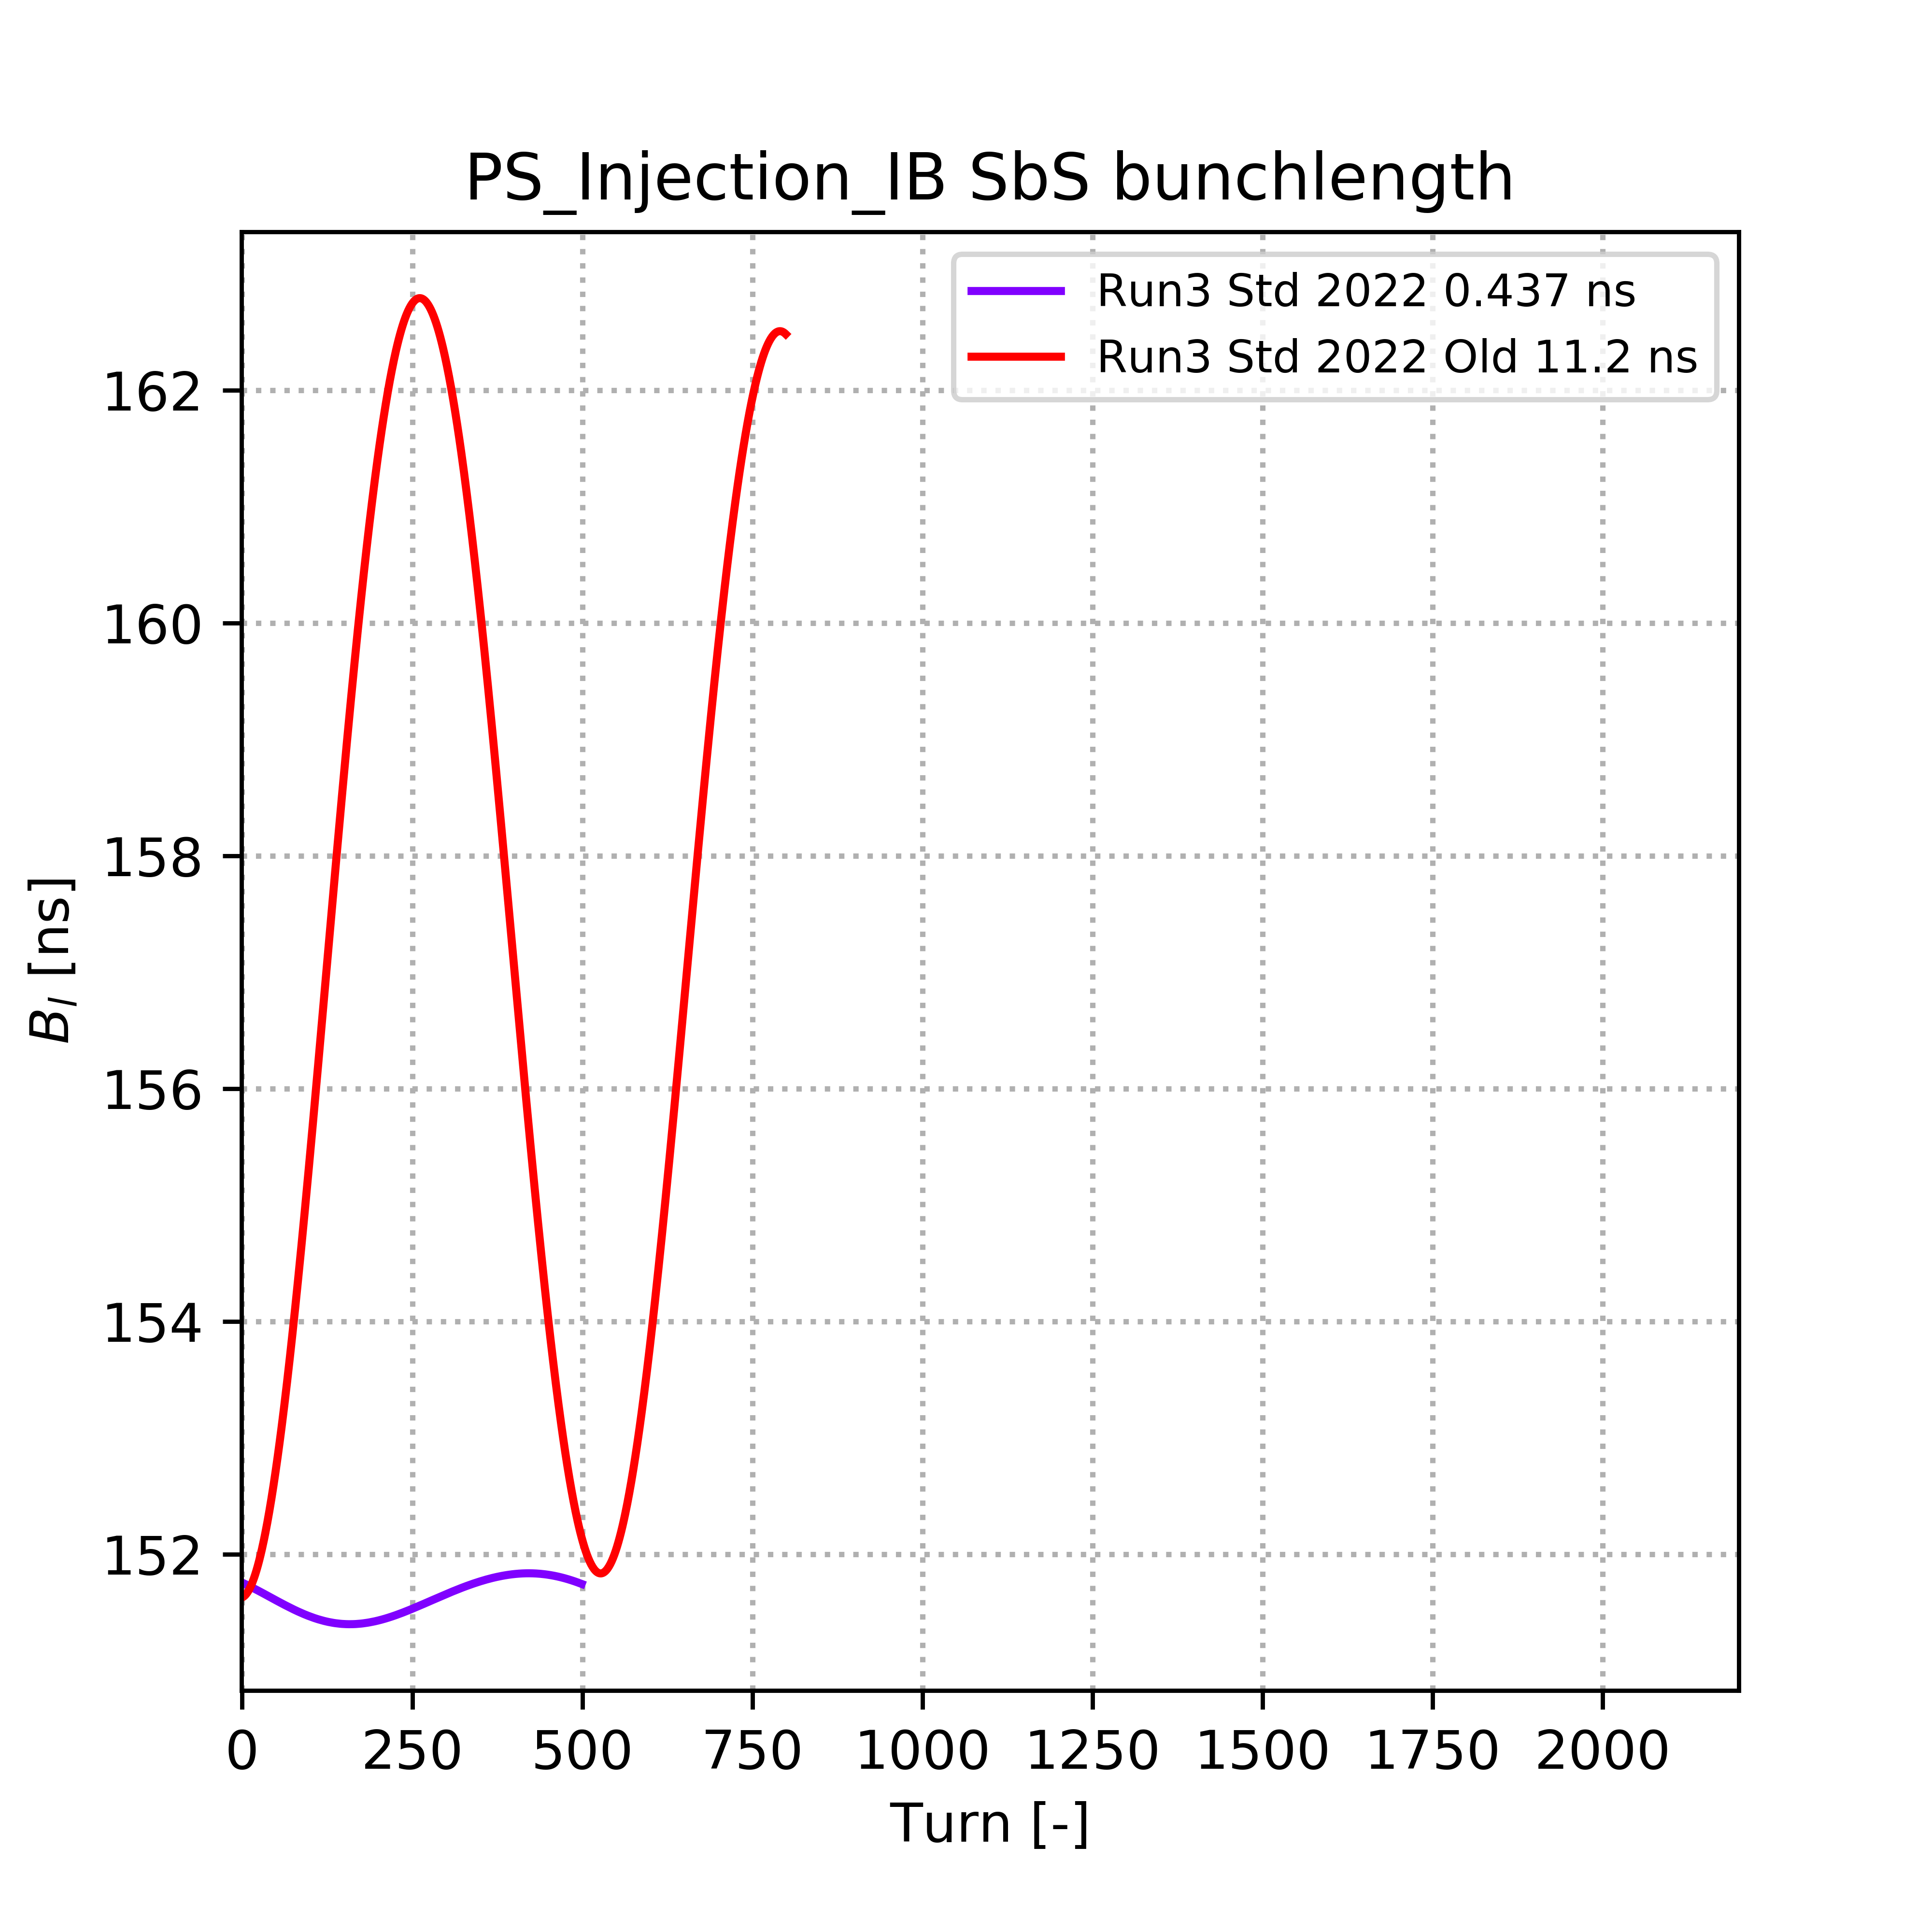 PS_Injection_IB SbS bunchlength
Run3 Std 2022 0.437 ns
Run3 Std 2022 Old 11.2 ns
162
160
158
156
154
152
B_l [ns]
0 250 500 750 1000 1250 1500 1750 2000
Turn [-]